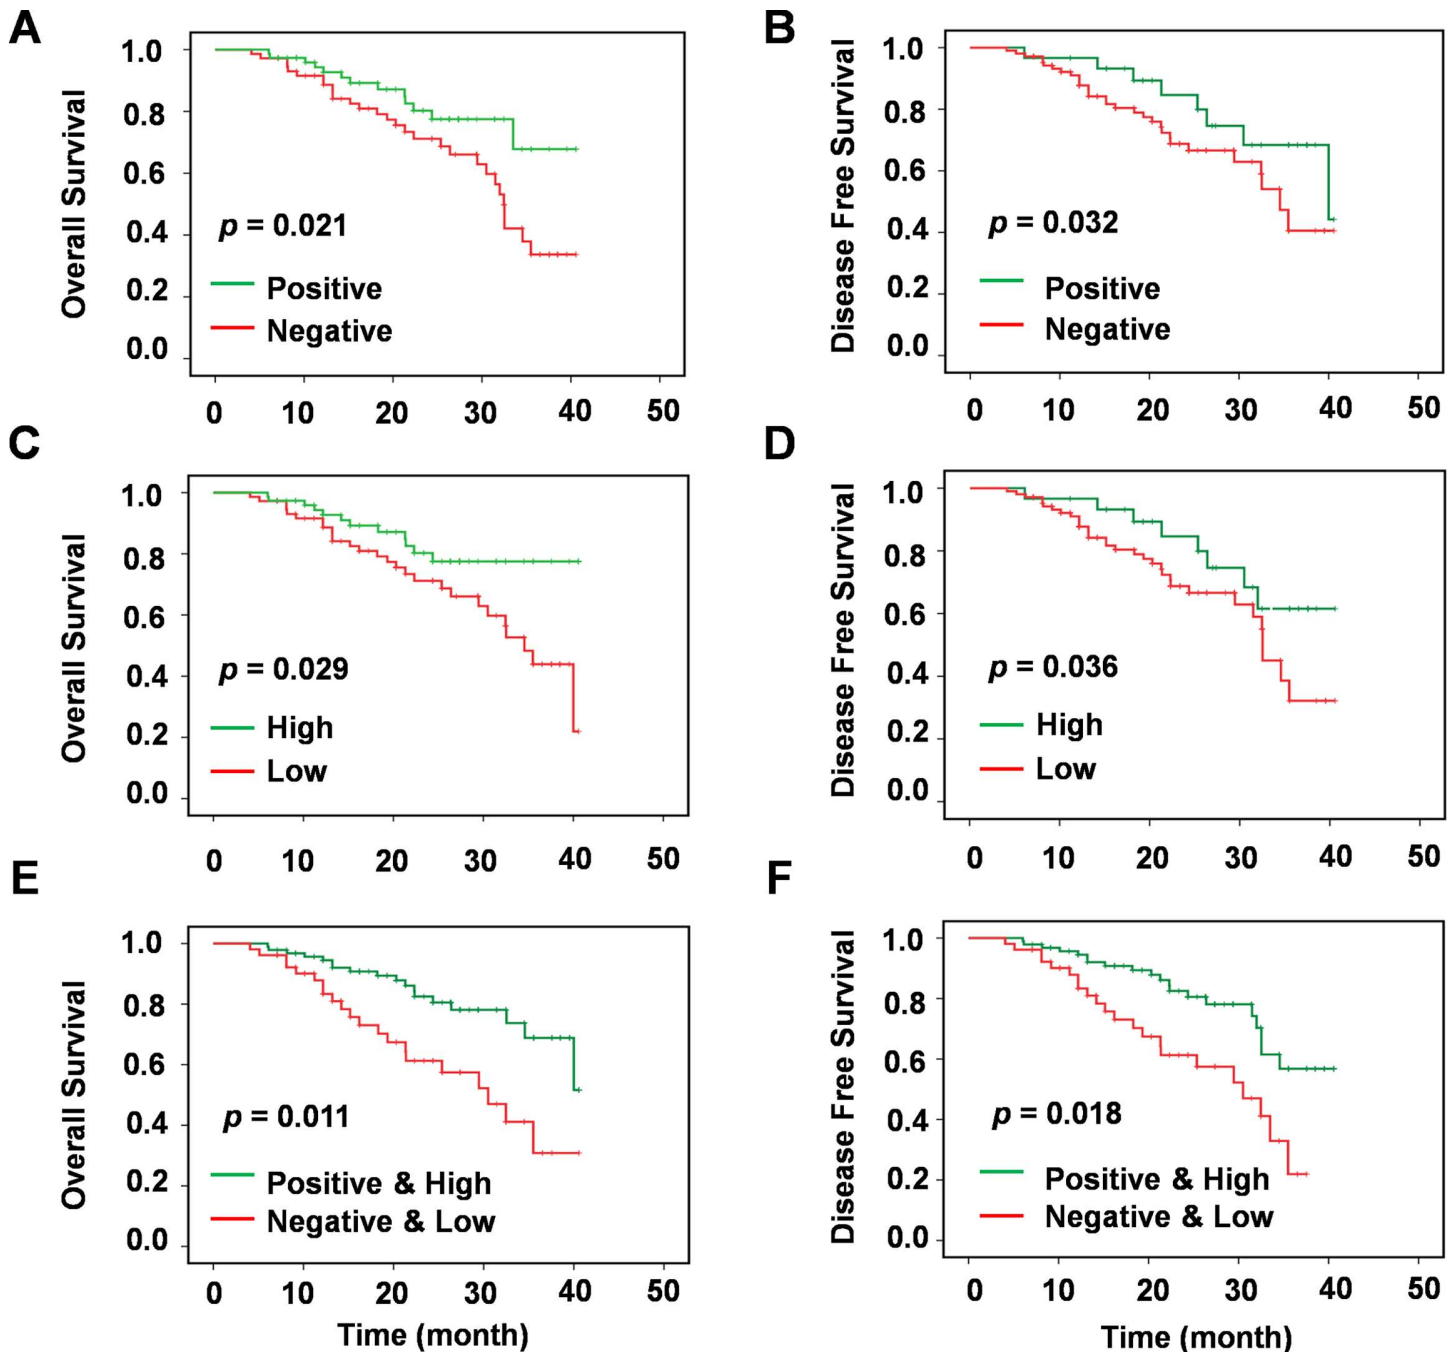 A
Overall Survival
1.0
0.8
0.6
0.4
0.2
0.0
p = 0.021
Positive
Negative
0 10 20 30 40 50
B
Disease Free Survival
1.0
0.8
0.6
0.4
0.2
0.0
p = 0.032
Positive
Negative
0 10 20 30 40 50
C
Overall Survival
1.0
0.8
0.6
0.4
0.2
0.0
p = 0.029
High
Low
0 10 20 30 40 50
D
Disease Free Survival
1.0
0.8
0.6
0.4
0.2
0.0
p = 0.036
High
Low
0 10 20 30 40 50
E
Overall Survival
1.0
0.8
0.6
0.4
0.2
0.0
p = 0.011
Positive & High
Negative & Low
0 10 20 30 40 50
Time (month)
F
Disease Free Survival
1.0
0.8
0.6
0.4
0.2
0.0
p = 0.018
Positive & High
Negative & Low
0 10 20 30 40 50
Time (month)